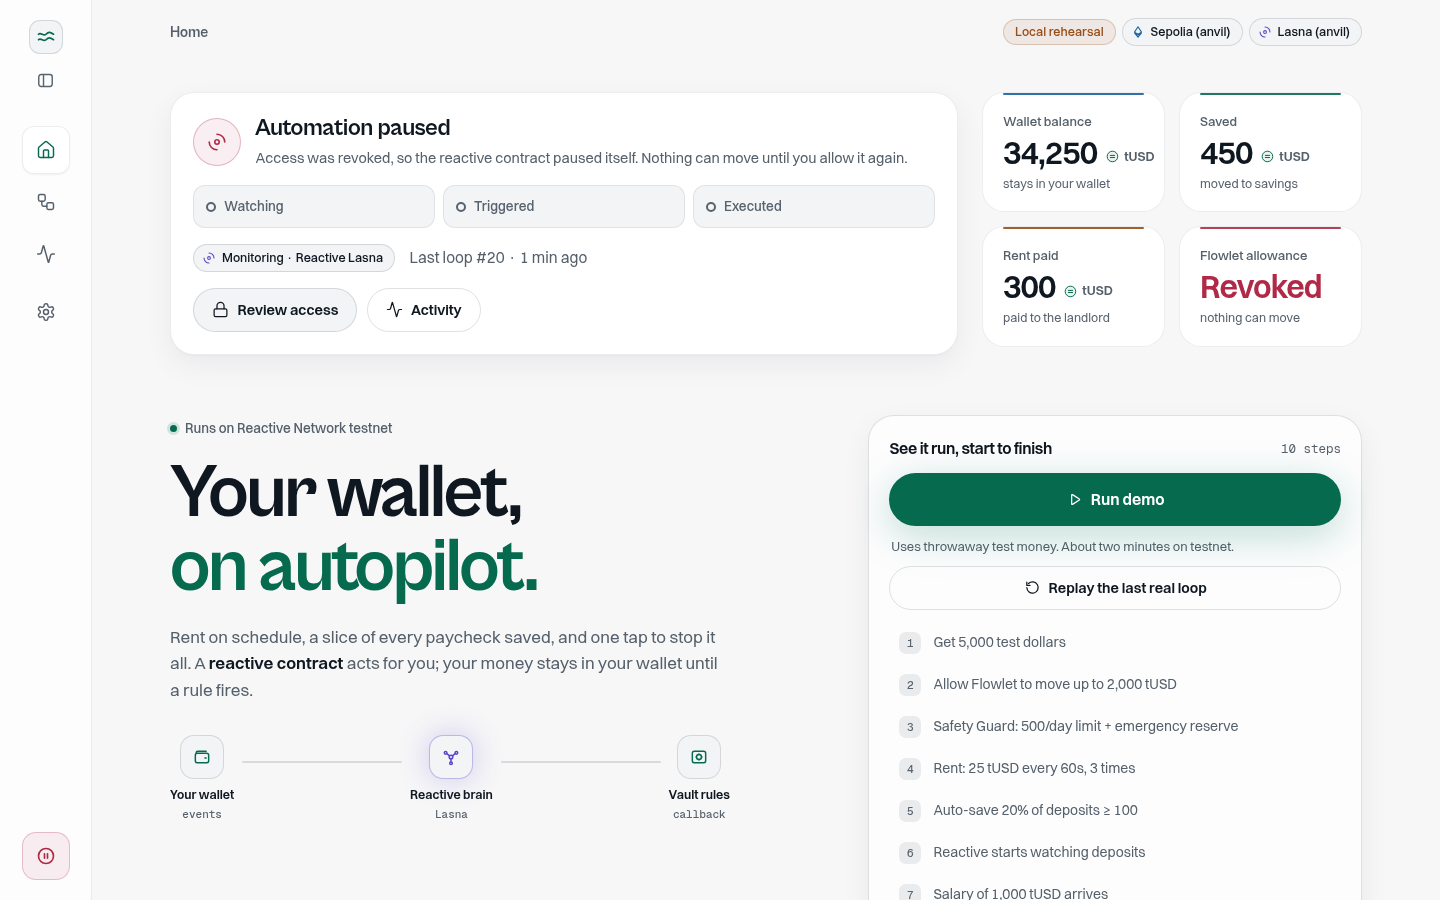 Home
Local rehearsal
Sepolia (anvil)
Lasna (anvil)
Automation paused
Access was revoked, so the reactive contract paused itself. Nothing can move until you allow it again.
Watching
Triggered
Executed
Monitoring · Reactive Lasna
Last loop #20 · 1 min ago
Review access
Activity
Wallet balance
34,250 tUSD
stays in your wallet
Saved
450 tUSD
moved to savings
Rent paid
300 tUSD
paid to the landlord
Flowlet allowance
Revoked
nothing can move
Runs on Reactive Network testnet
Your wallet,
on autopilot.
Rent on schedule, a slice of every paycheck saved, and one tap to stop it
all. A reactive contract acts for you; your money stays in your wallet until
a rule fires.
Your wallet
events
Reactive brain
Lasna
Vault rules
callback
See it run, start to finish
10 steps
Run demo
Uses throwaway test money. About two minutes on testnet.
Replay the last real loop
1 Get 5,000 test dollars
2 Allow Flowlet to move up to 2,000 tUSD
3 Safety Guard: 500/day limit + emergency reserve
4 Rent: 25 tUSD every 60s, 3 times
5 Auto-save 20% of deposits ≥ 100
6 Reactive starts watching deposits
7 Salary of 1,000 tUSD arrives